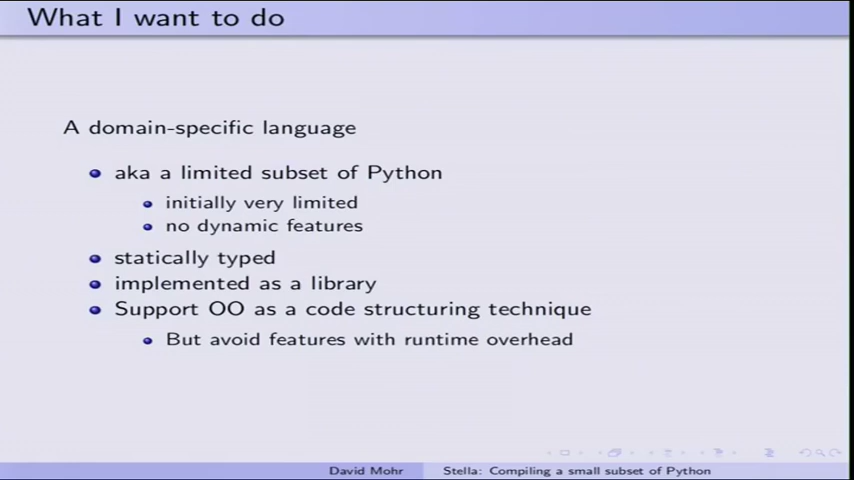 What I want to do
A domain-specific language
aka a limited subset of Python
initially very limited
no dynamic features
statically typed
implemented as a library
Support OO as a code structuring technique
But avoid features with runtime overhead
David Mohr
Stella: Compiling a small subset of Python